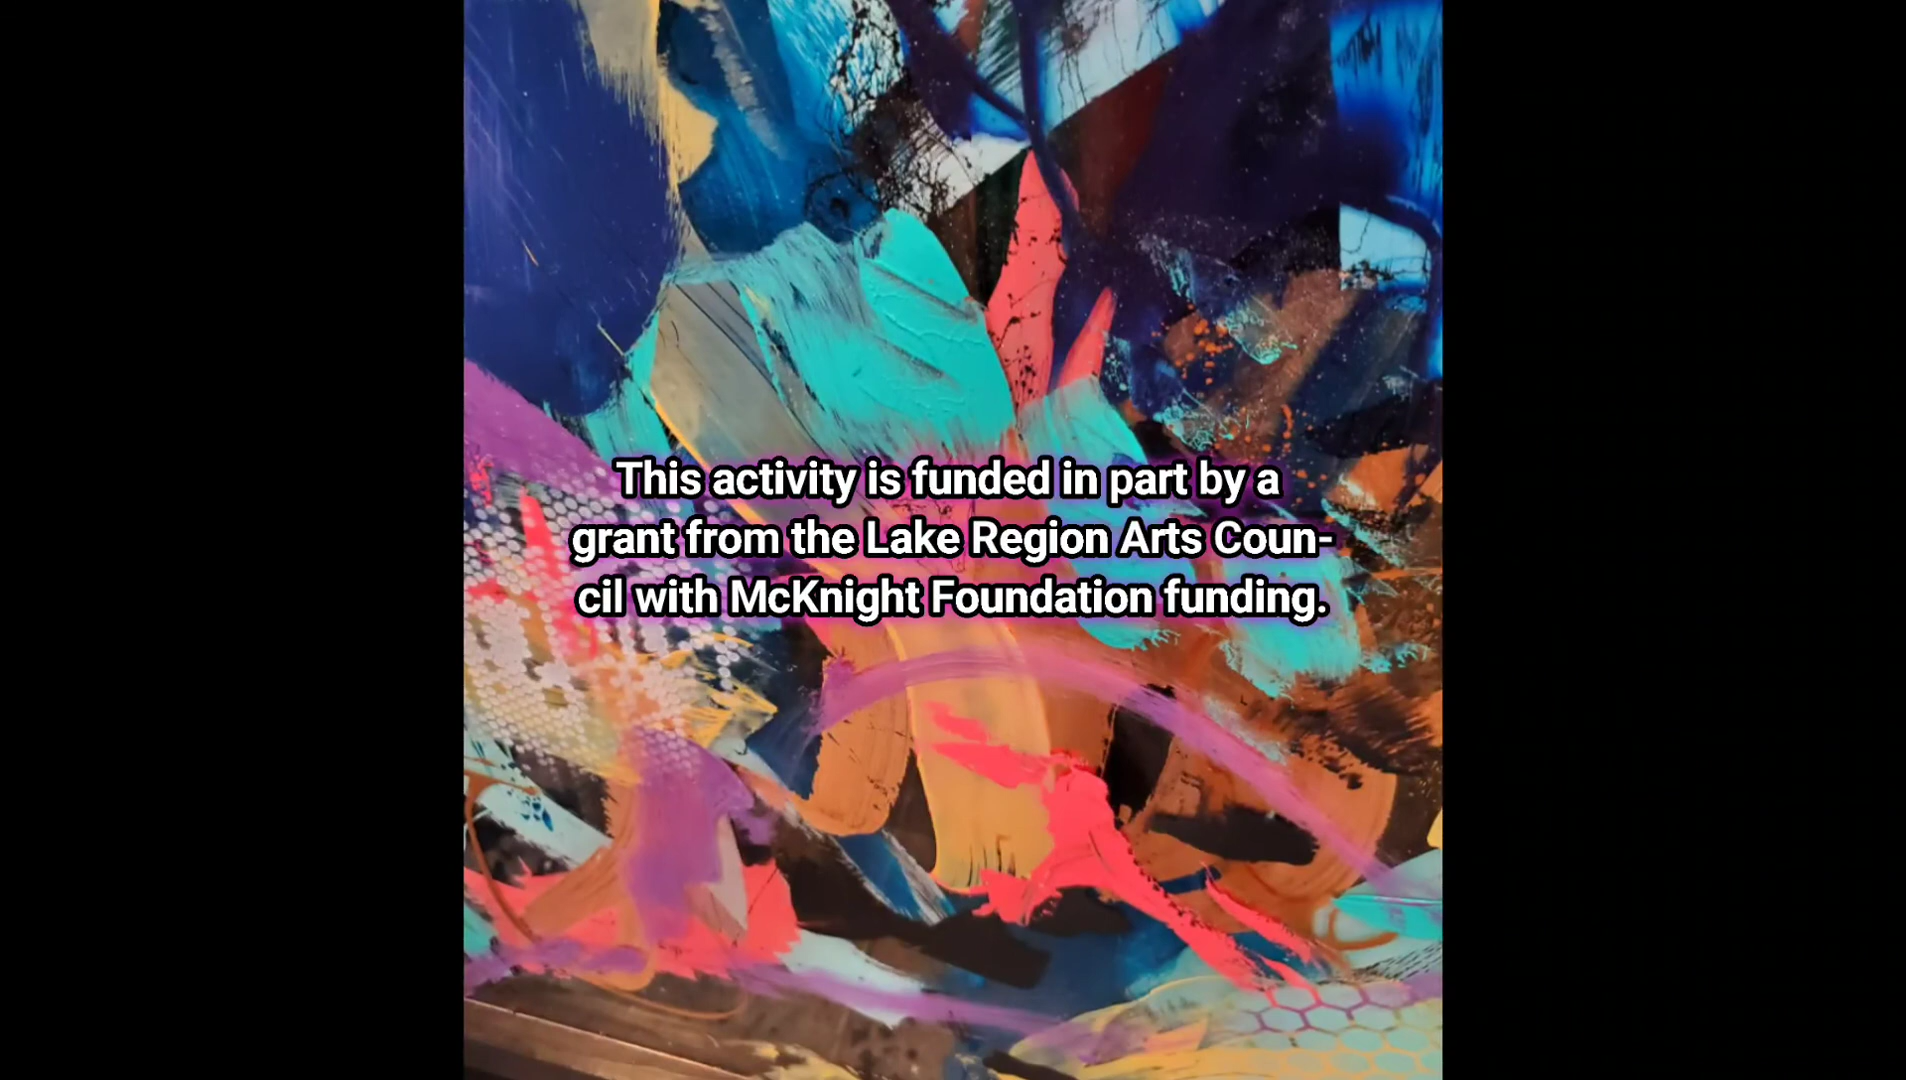 This activity is funded in part by a
grant from the Lake Region Arts Coun-
cil with McKnight Foundation funding.